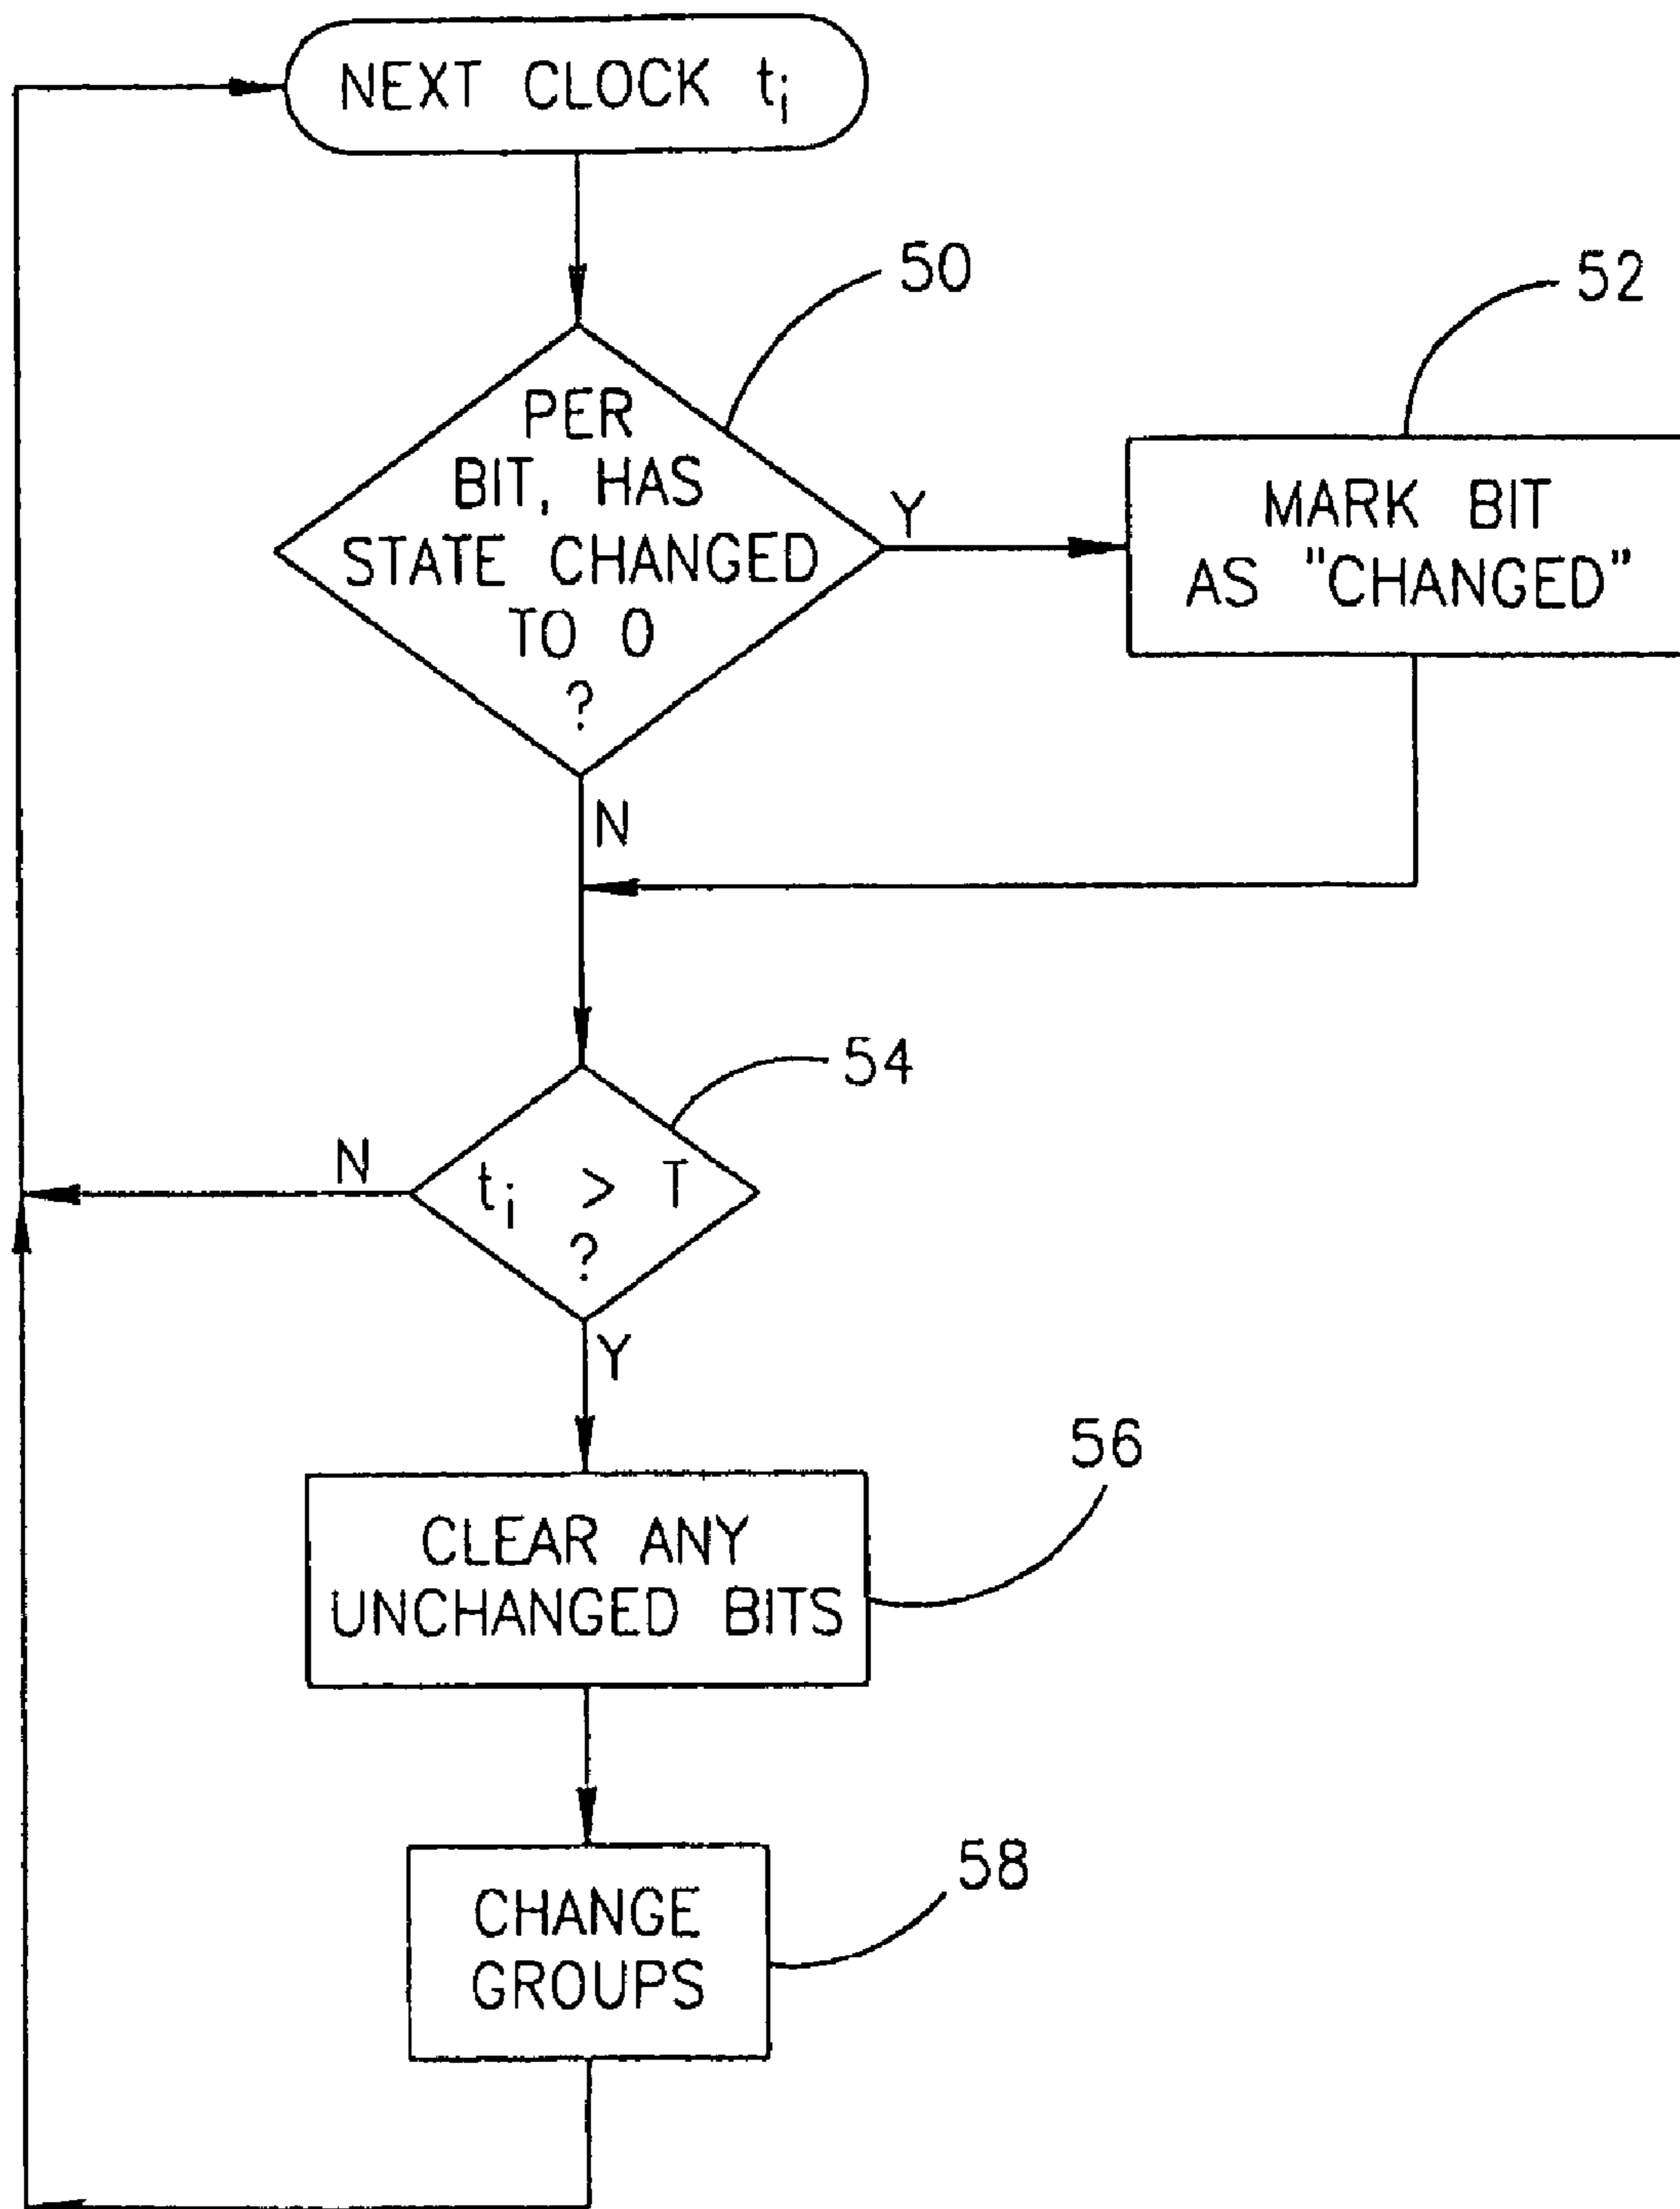 NEXT CLOCK ti
50
52
PER
BIT, HAS
STATE CHANGED
TO 0
?
Y
MARK BIT
AS "CHANGED"
N
54
N
ti > T
?
Y
56
CLEAR ANY
UNCHANGED BITS
58
CHANGE
GROUPS